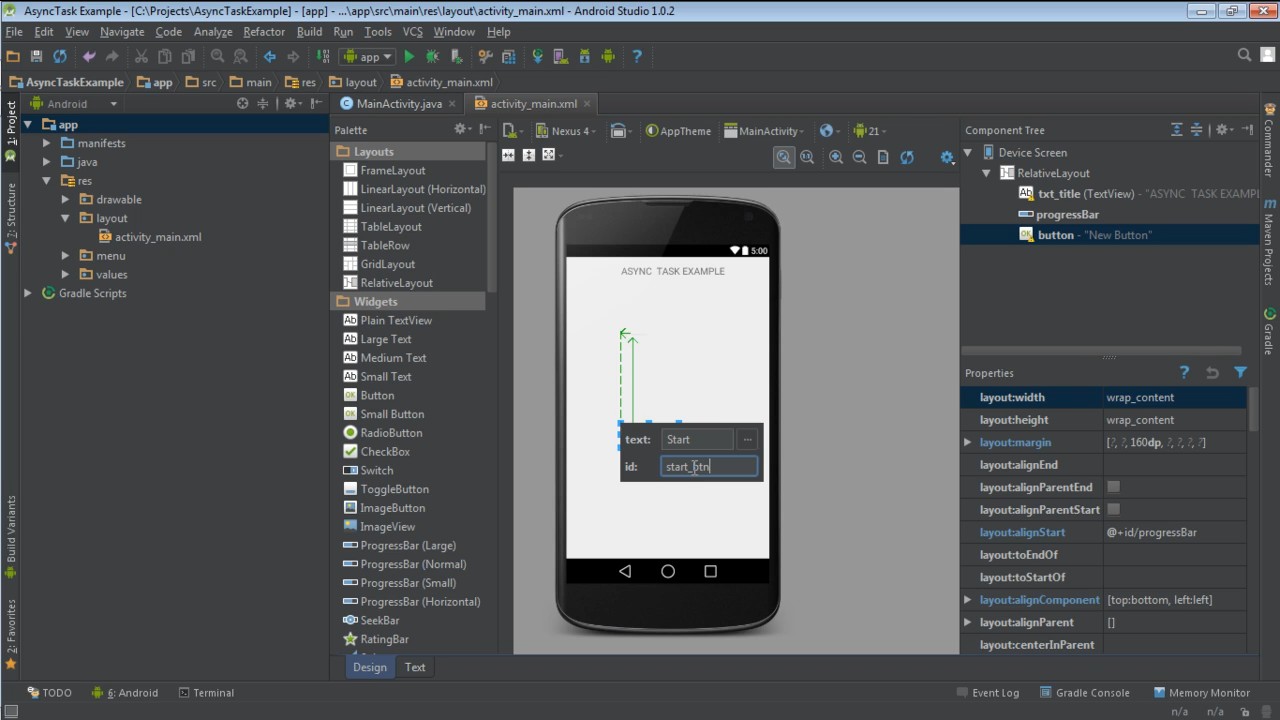 AsyncTask Example - [C:\Projects\AsyncTaskExample] - [app] - ...\app\src\main\res\layout\activity_main.xml - Android Studio 1.0.2
File Edit View Navigate Code Analyze Refactor Build Run Tools VCS Window Help
app
AsyncTaskExample app src main res layout activity_main.xml
1: Project
Z: Structure
Build Variants
2: Favorites
Android
app
manifests
java
res
drawable
layout
activity_main.xml
menu
values
Gradle Scripts
MainActivity.java activity_main.xml
Palette
Layouts
FrameLayout
LinearLayout (Horizontal)
LinearLayout (Vertical)
TableLayout
TableRow
GridLayout
RelativeLayout
Widgets
Plain TextView
Large Text
Medium Text
Small Text
Button
Small Button
RadioButton
CheckBox
Switch
ToggleButton
ImageButton
ImageView
ProgressBar (Large)
ProgressBar (Normal)
ProgressBar (Small)
ProgressBar (Horizontal)
SeekBar
RatingBar
Design Text
Nexus 4 AppTheme MainActivity 21
5:00
ASYNC TASK EXAMPLE
text: Start ...
id: start_btn
Component Tree
Device Screen
RelativeLayout
txt_title (TextView) - "ASYNC TASK EXAMPL
progressBar
button - "New Button"
Properties
layout:width wrap_content
layout:height wrap_content
layout:margin [?, ?, 160dp, ?, ?, ?, ?]
layout:alignEnd
layout:alignParentEnd
layout:alignParentStart
layout:alignStart @+id/progressBar
layout:toEndOf
layout:toStartOf
layout:alignComponent [top:bottom, left:left]
layout:alignParent []
layout:centerInParent
Commander
Maven Projects
Gradle
TODO 6: Android Terminal Event Log Gradle Console Memory Monitor
n/a n/a